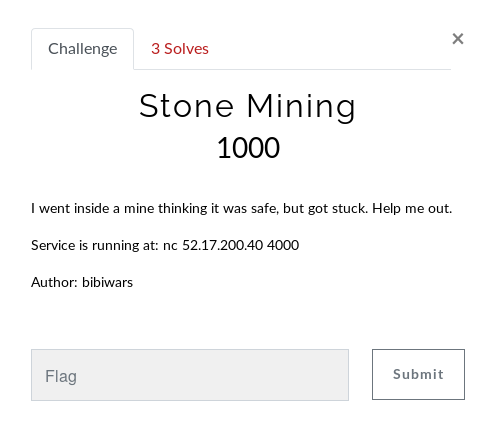 Challenge
3 Solves
×
Stone Mining
1000
I went inside a mine thinking it was safe, but got stuck. Help me out.
Service is running at: nc 52.17.200.40 4000
Author: bibiwars
Flag
Submit